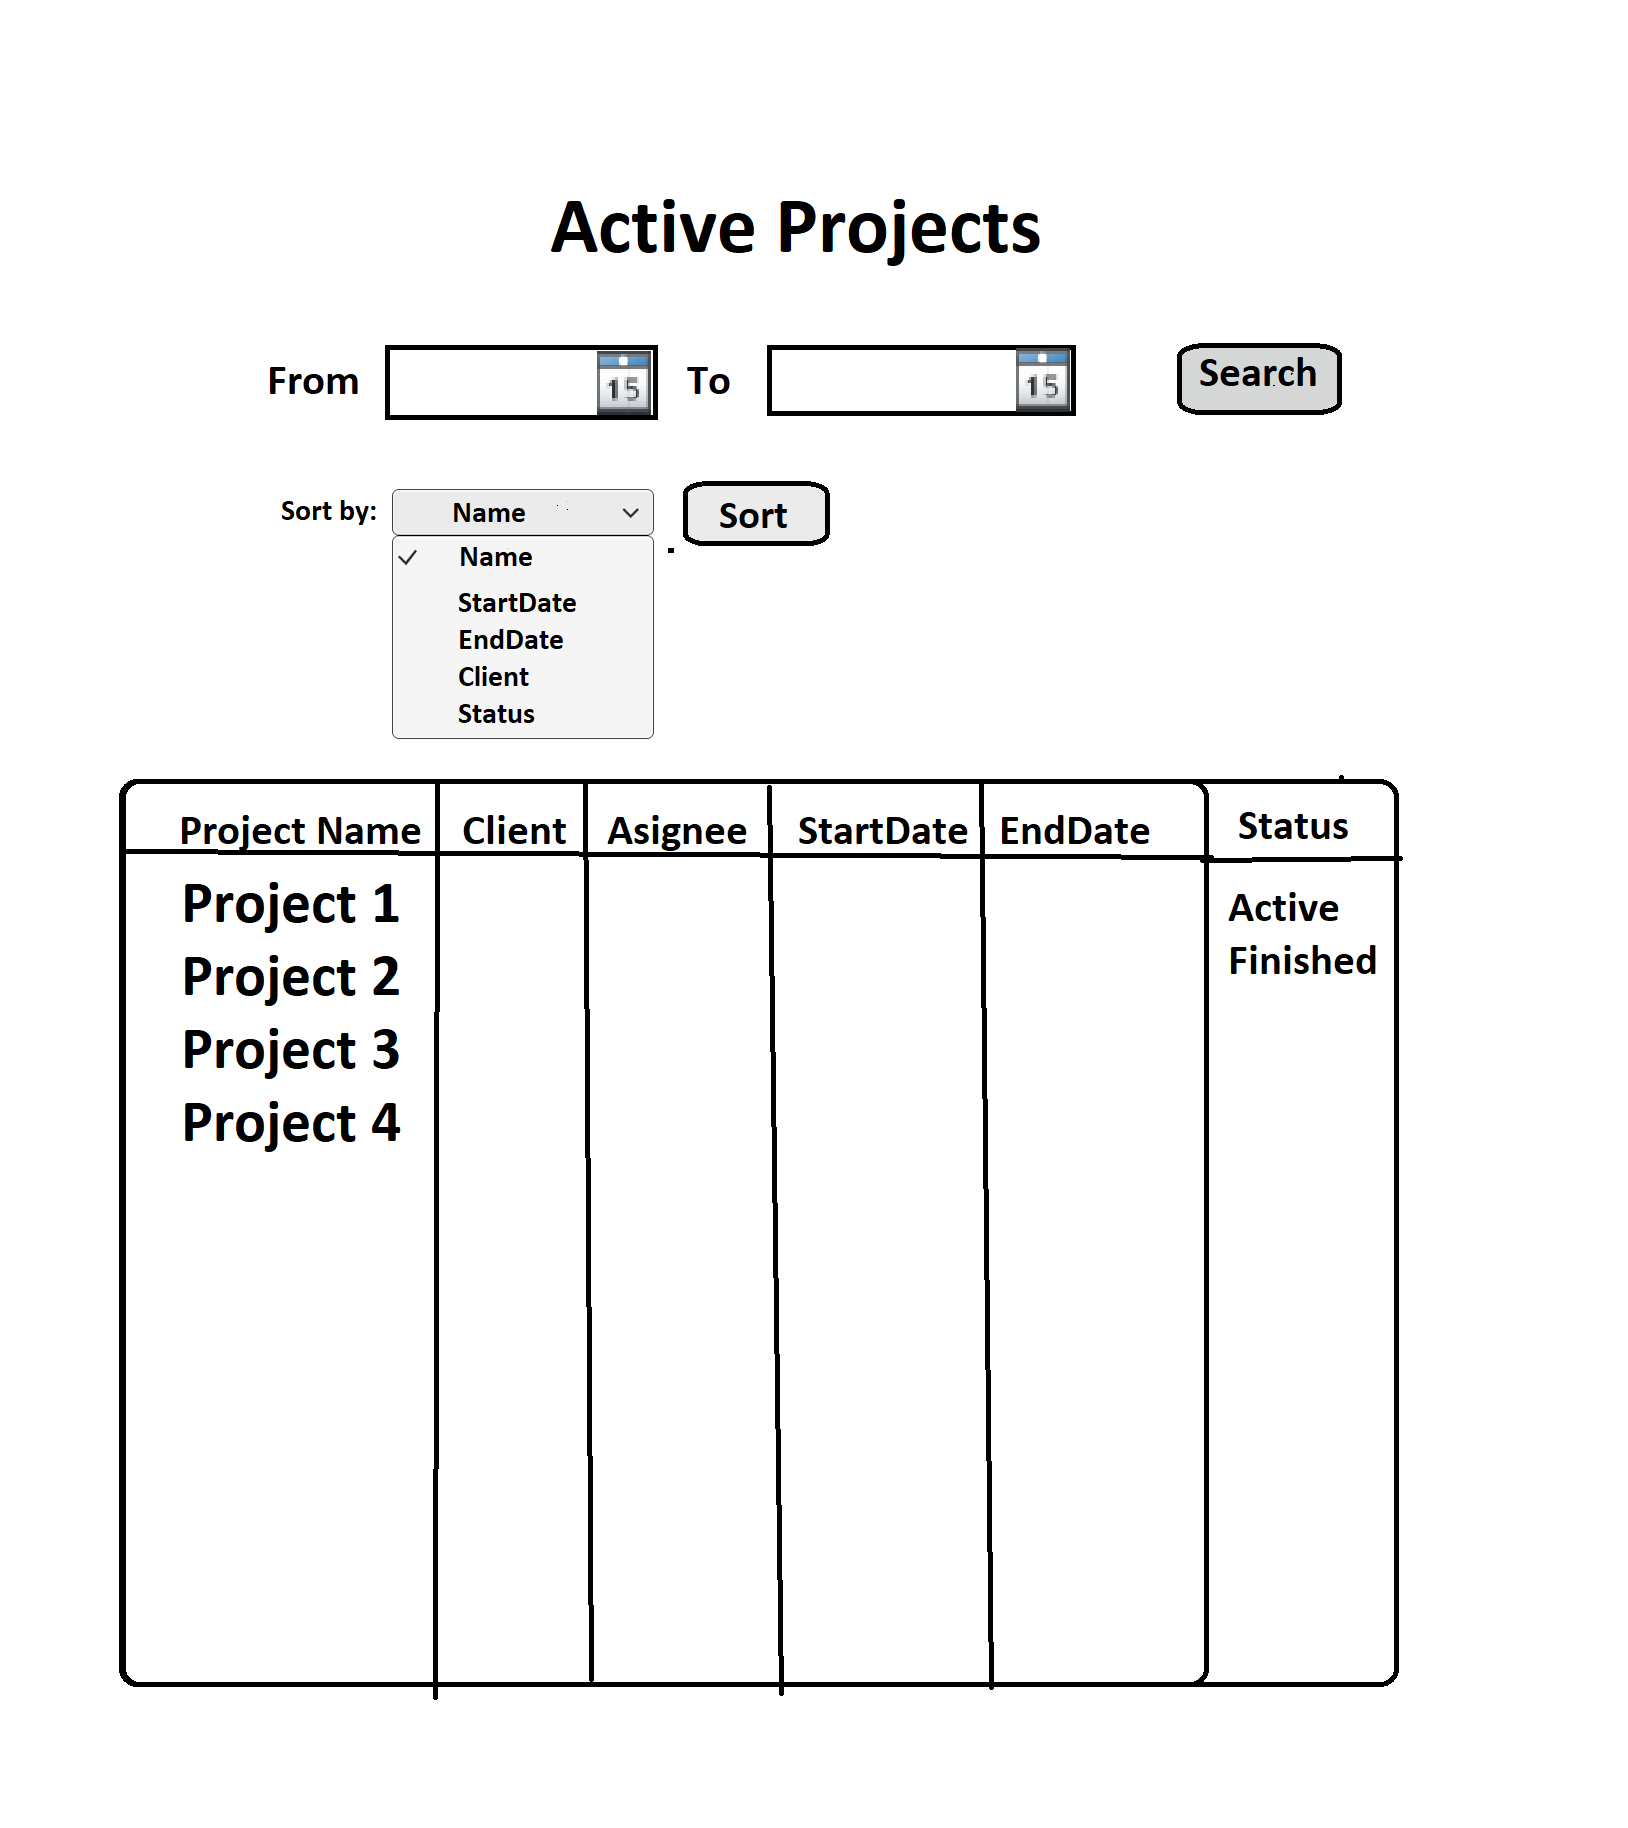 Active Projects
From 15 To 15 Search
Sort by: Name Sort
Name
StartDate
EndDate
Client
Status
Project Name Client Asignee StartDate EndDate Status
Project 1 Active
Project 2 Finished
Project 3
Project 4